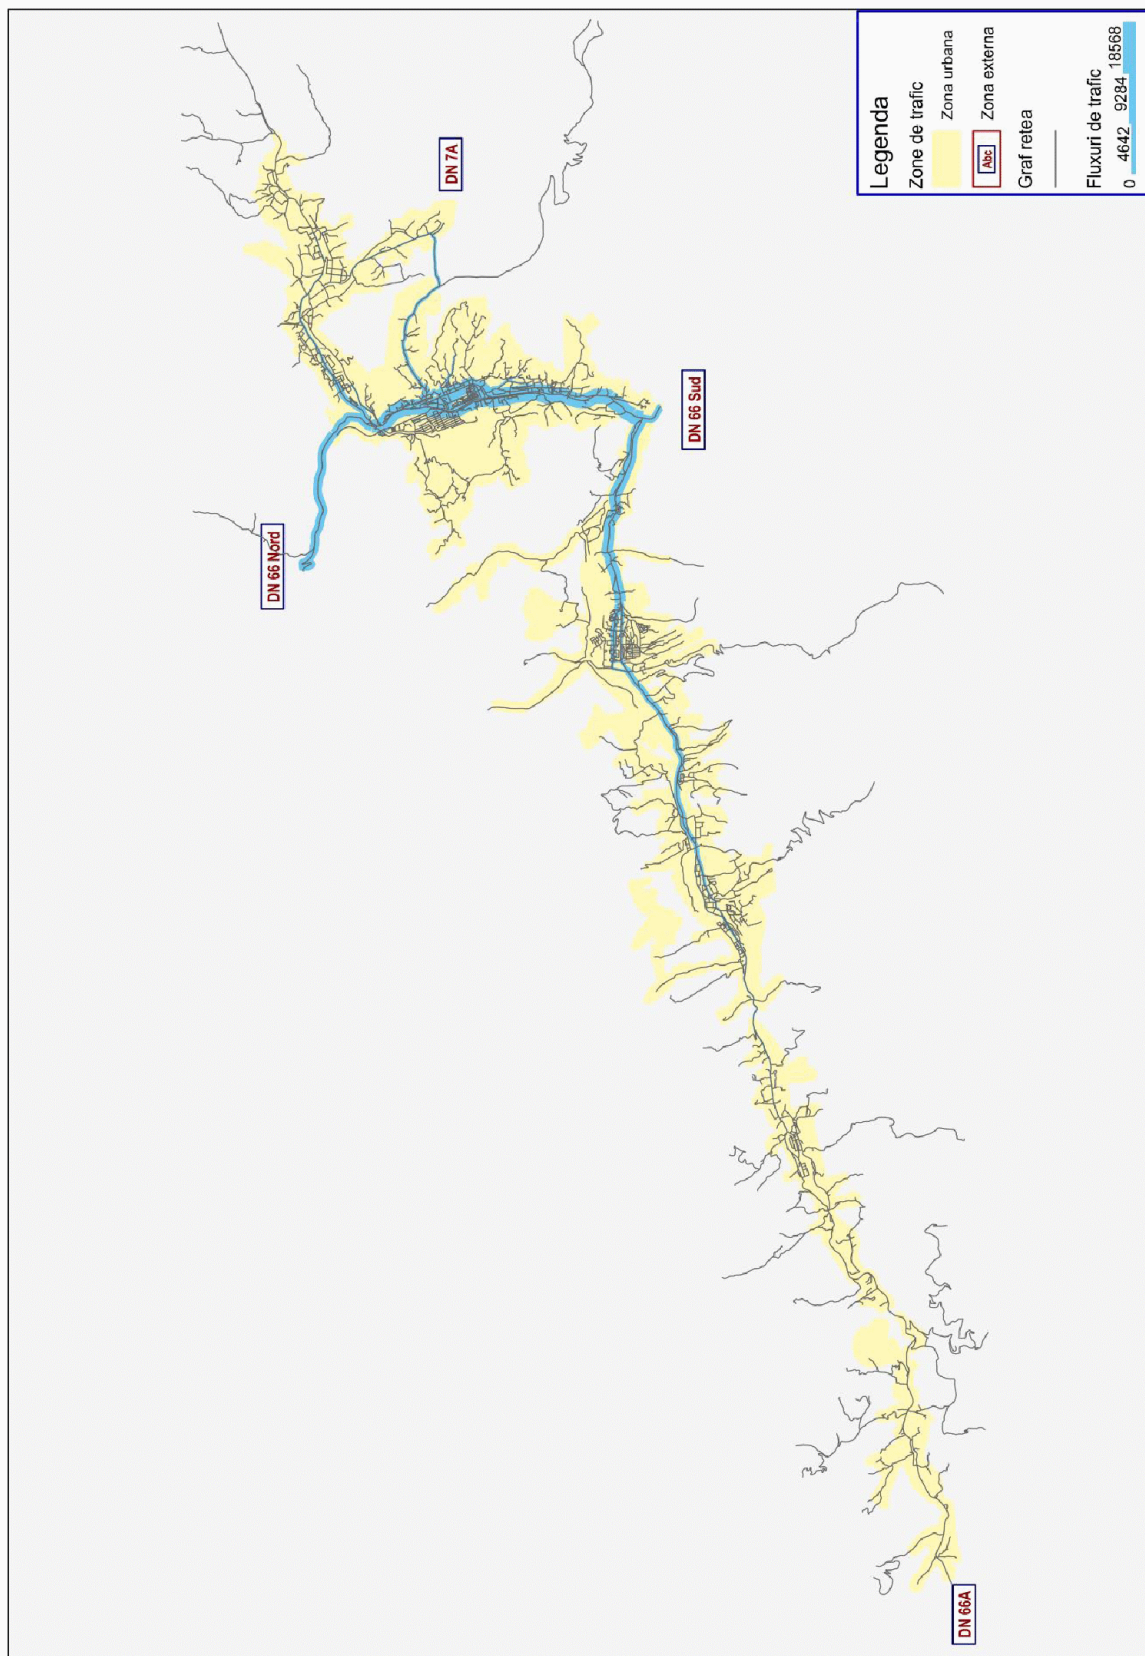 DN 66 Nord
DN 7A
DN 66 Sud
DN 66A
Legenda
Zone de trafic
Zona urbana
Abc
Zona externa
Graf retea
Fluxuri de trafic
0 4642 9284 18568